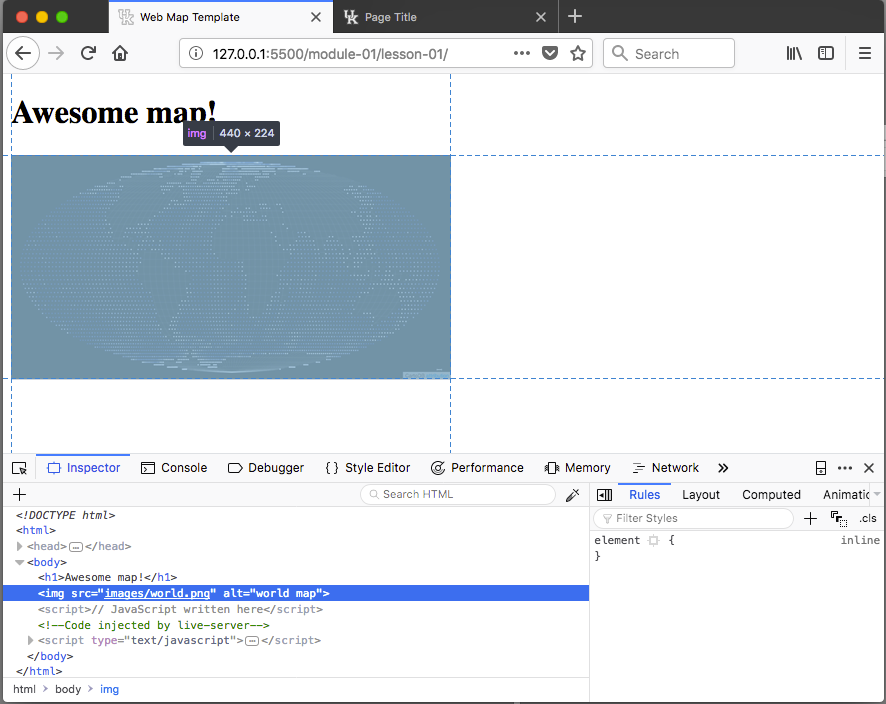 Web Map Template
Page Title
127.0.0.1:5500/module-01/lesson-01/
Search
Awesome map!
img 440 × 224
Inspector Console Debugger { } Style Editor Performance Memory Network
Search HTML
Rules Layout Computed Animatic
Filter Styles
.cls
element { inline
}
<!DOCTYPE html>
<html>
<head>…</head>
<body>
<h1>Awesome map!</h1>
<img src="images/world.png" alt="world map">
<script>// JavaScript written here</script>
<!--Code injected by live-server-->
<script type="text/javascript">…</script>
</body>
</html>
html > body > img